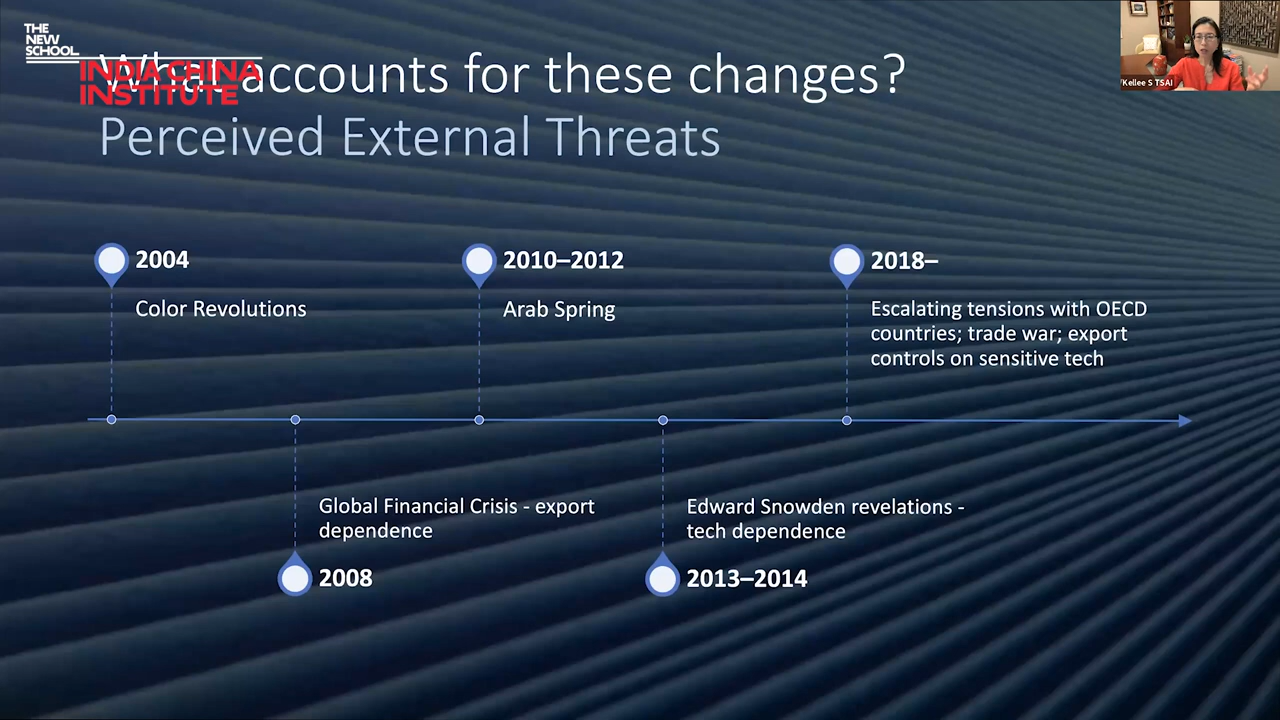 THE
NEW
SCHOOL
INDIA CHINA
INSTITUTE
What accounts for these changes?
Perceived External Threats
Kellee S TSAI
2004
Color Revolutions
2010–2012
Arab Spring
2018–
Escalating tensions with OECD
countries; trade war; export
controls on sensitive tech
Global Financial Crisis - export
dependence
2008
Edward Snowden revelations -
tech dependence
2013–2014